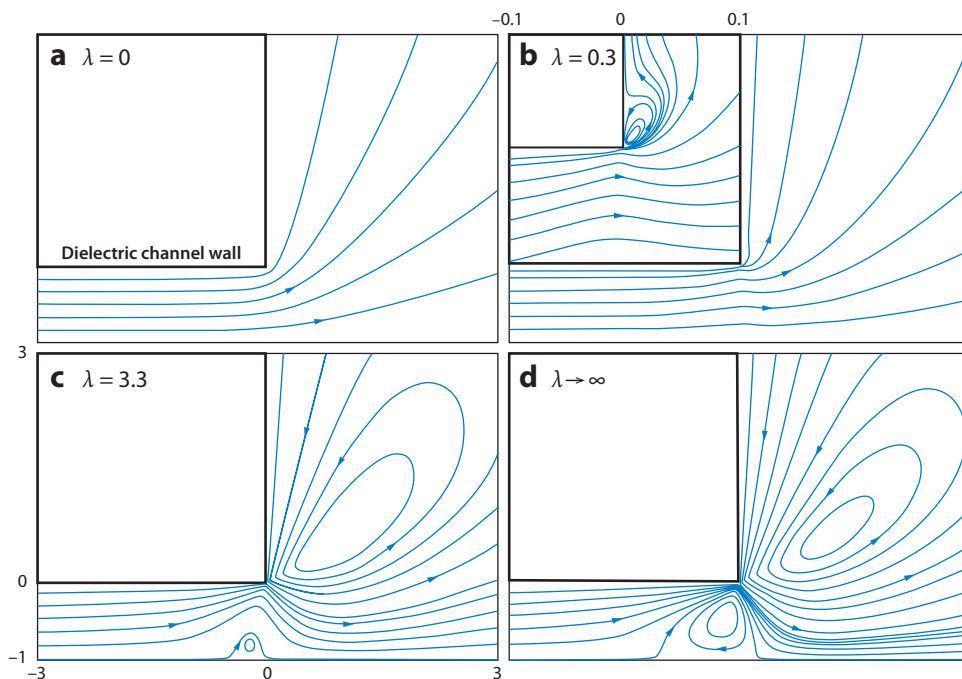 −0.1 0 0.1
a λ = 0
b λ = 0.3
Dielectric channel wall
3
c λ = 3.3
d λ → ∞
0
−1
−3 0 3